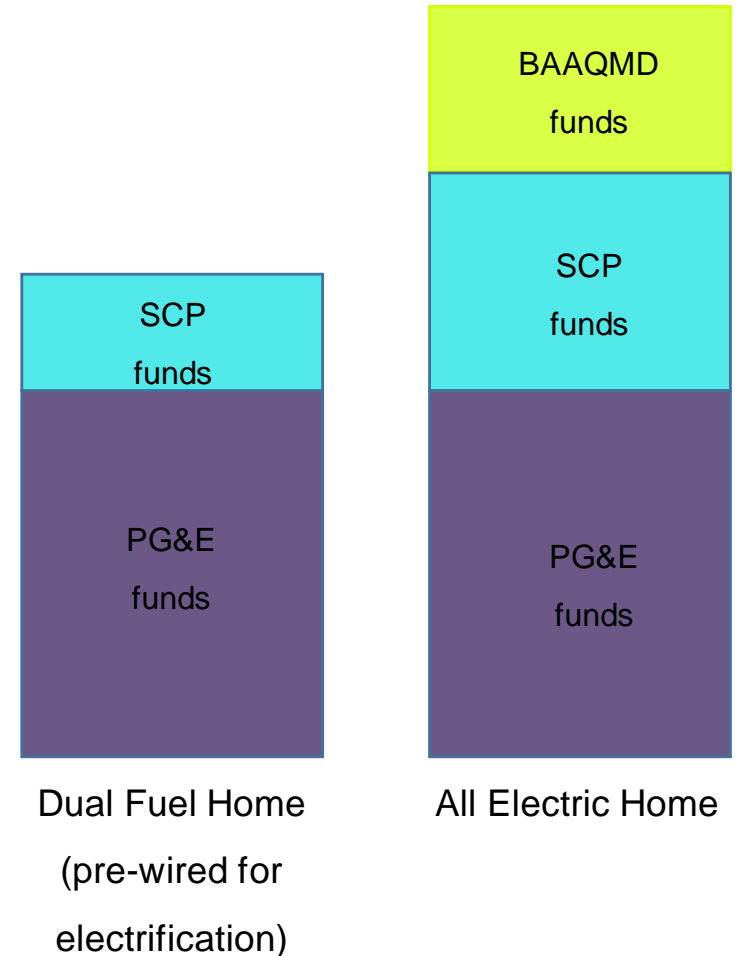 BAAQMD
funds
SCP
funds
SCP
funds
PG&E
funds
PG&E
funds
Dual Fuel Home
(pre-wired for
electrification)
All Electric Home